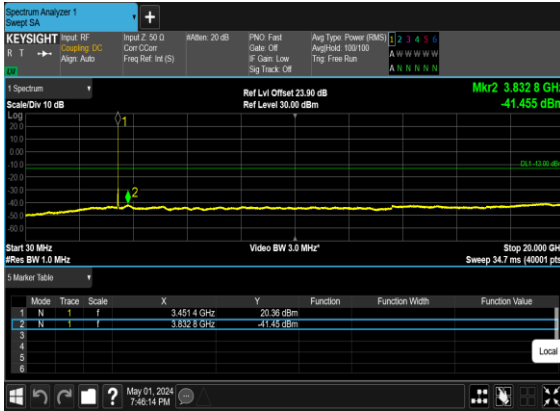 Spectrum Analyzer 1
Swept SA
+
KEYSIGHT Input: RF Input Z: 50 Ω #Atten: 20 dB PNO: Fast Avg Type: Power (RMS) 1 2 3 4 5 6
R T Coupling: DC Corr CCorr Gate: Off Avg|Hold: 100/100 A W W W W W
Align: Auto Freq Ref: Int (S) IF Gain: Low Trig: Free Run
Sig Track: Off A N N N N N
1 Spectrum Ref Lvl Offset 23.90 dB Mkr2 3.832 8 GHz
Scale/Div 10 dB Ref Level 30.00 dBm -41.455 dBm
Log
20.0
10.0
0.00
-10.0
-20.0
-30.0
-40.0
-50.0
-60.0
1
2
DL1 -13.00 dBm
Start 30 MHz Video BW 3.0 MHz* Stop 20.000 GHz
#Res BW 1.0 MHz Sweep 34.7 ms (40001 pts)
5 Marker Table
Mode Trace Scale X Y Function Function Width Function Value
1 N 1 f 3.451 4 GHz 20.36 dBm
2 N 1 f 3.832 8 GHz -41.45 dBm
3
4
5
6
Local
? May 01, 2024
7:46:14 PM